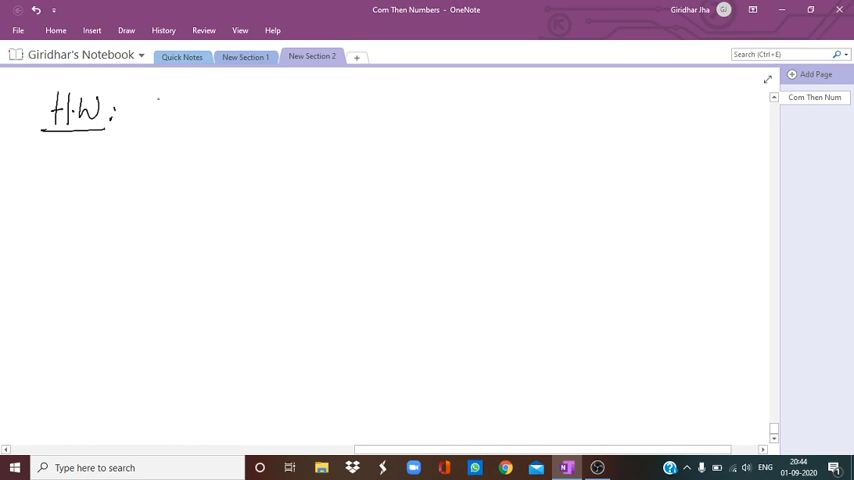 Com Then Numbers - OneNote
Giridhar Jha GJ
File Home Insert Draw History Review View Help
Giridhar's Notebook Quick Notes New Section 1 New Section 2 + Search (Ctrl+E)
Add Page
Com Then Num
H.W :
Type here to search
ENG
20:44
01-09-2020
1